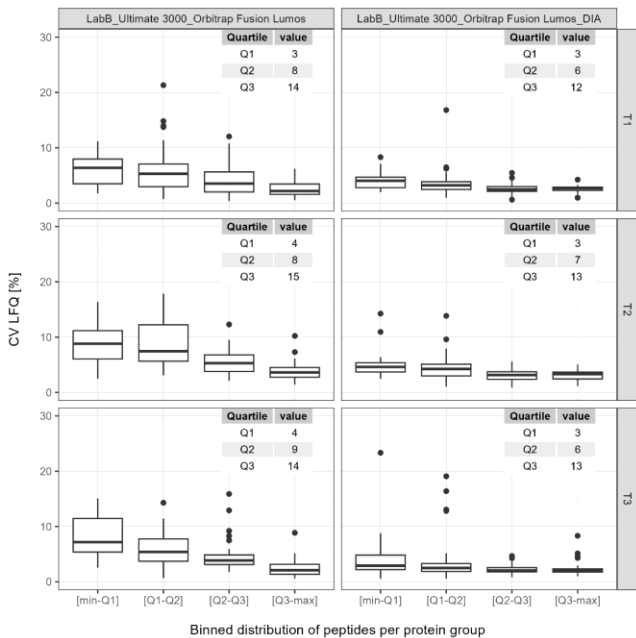 LabB_Ultimate 3000_Orbitrap Fusion Lumos LabB_Ultimate 3000_Orbitrap Fusion Lumos_DIA
30
20
10
0
Quartile value
Q1 3
Q2 8
Q3 14
Quartile value
Q1 3
Q2 6
Q3 12
T1
30
20
10
0
Quartile value
Q1 4
Q2 8
Q3 15
Quartile value
Q1 3
Q2 7
Q3 13
T2
CV LFQ [%]
30
20
10
0
Quartile value
Q1 4
Q2 9
Q3 14
Quartile value
Q1 3
Q2 6
Q3 13
T3
[min-Q1] [Q1-Q2] [Q2-Q3] [Q3-max] [min-Q1] [Q1-Q2] [Q2-Q3] [Q3-max]
Binned distribution of peptides per protein group